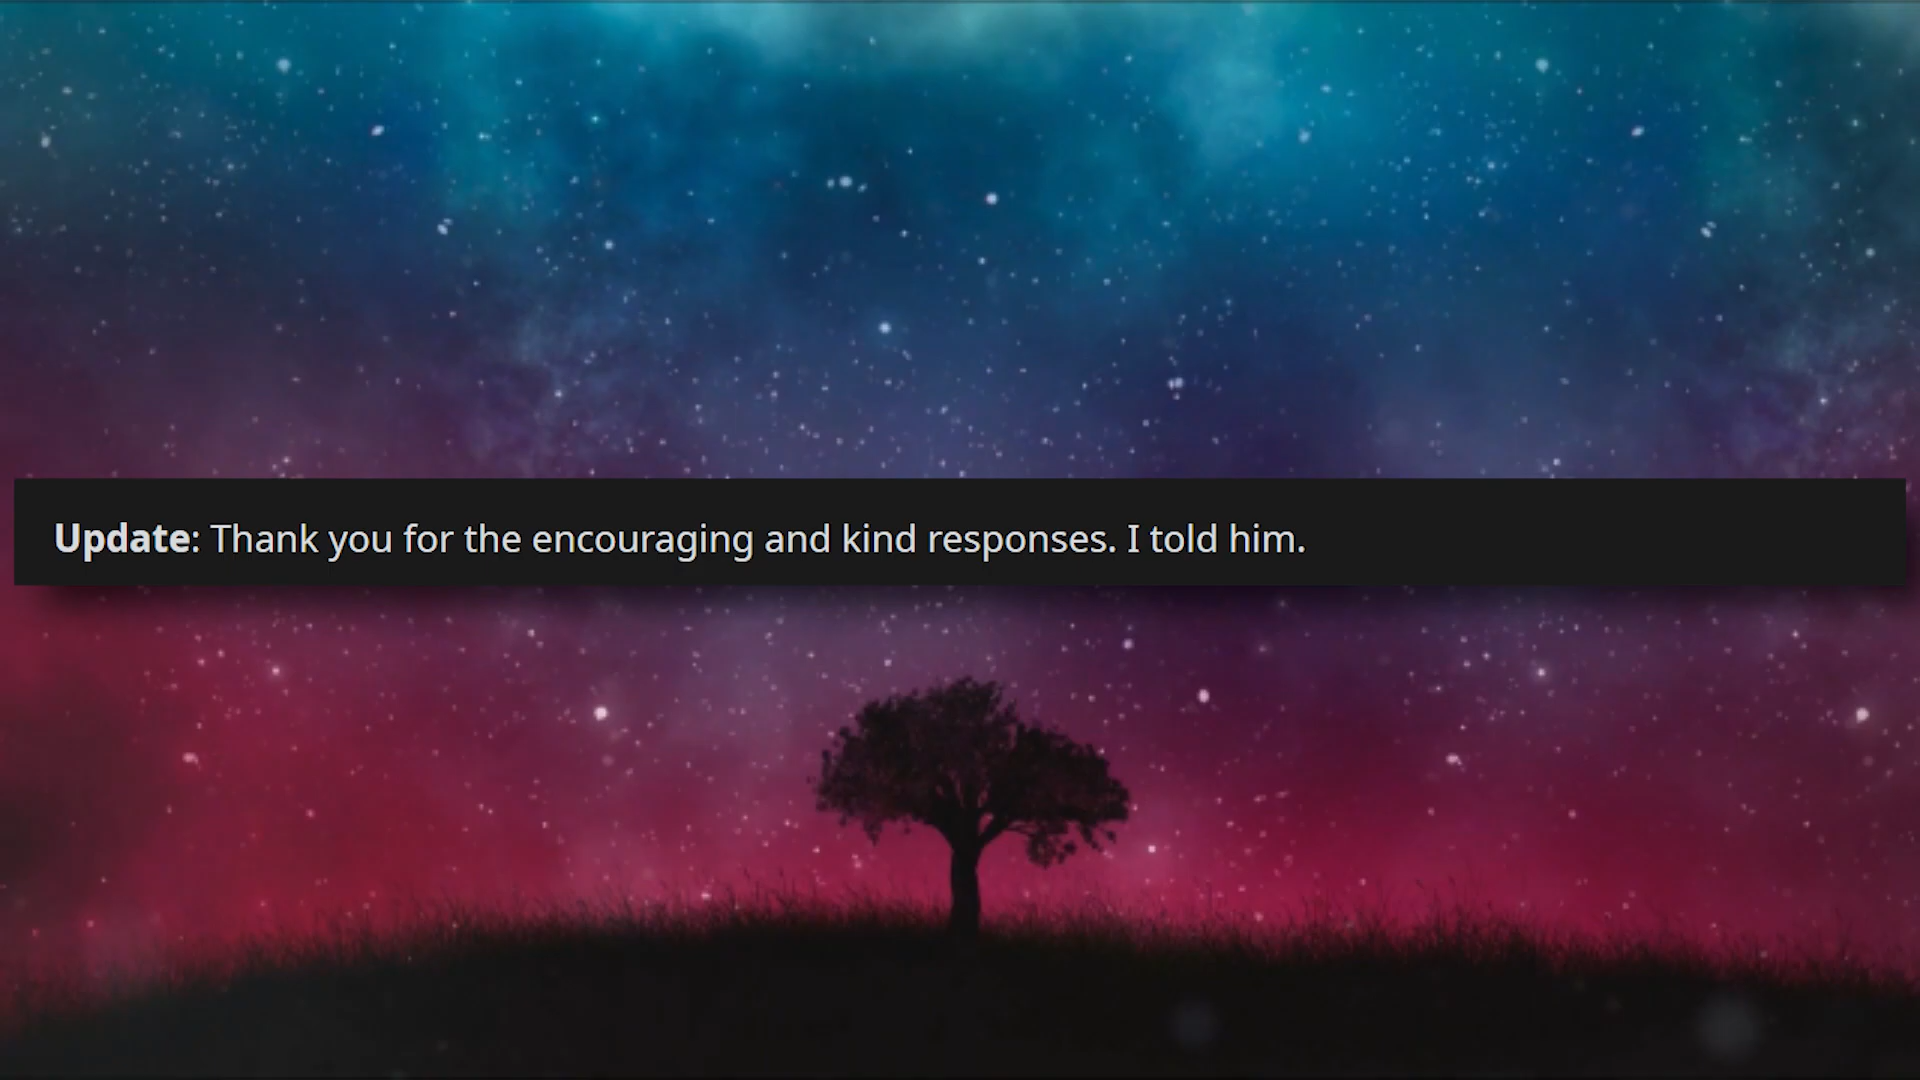 Update: Thank you for the encouraging and kind responses. I told him.